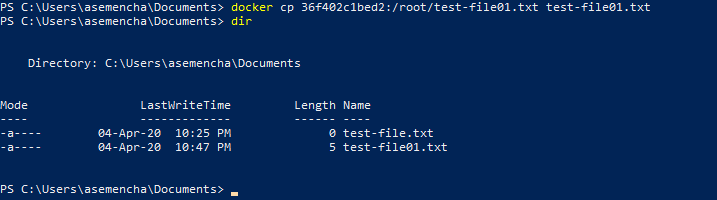 PS C:\Users\asemencha\Documents> docker cp 36f402c1bed2:/root/test-file01.txt test-file01.txt
PS C:\Users\asemencha\Documents> dir
Directory: C:\Users\asemencha\Documents
Mode LastWriteTime Length Name
---- ------------- ------ ----
-a---- 04-Apr-20 10:25 PM 0 test-file.txt
-a---- 04-Apr-20 10:47 PM 5 test-file01.txt
PS C:\Users\asemencha\Documents>